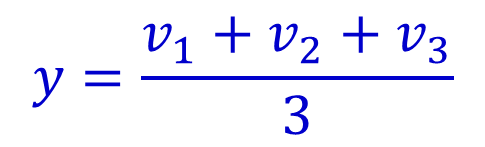 y = (v₁ + v₂ + v₃) / 3